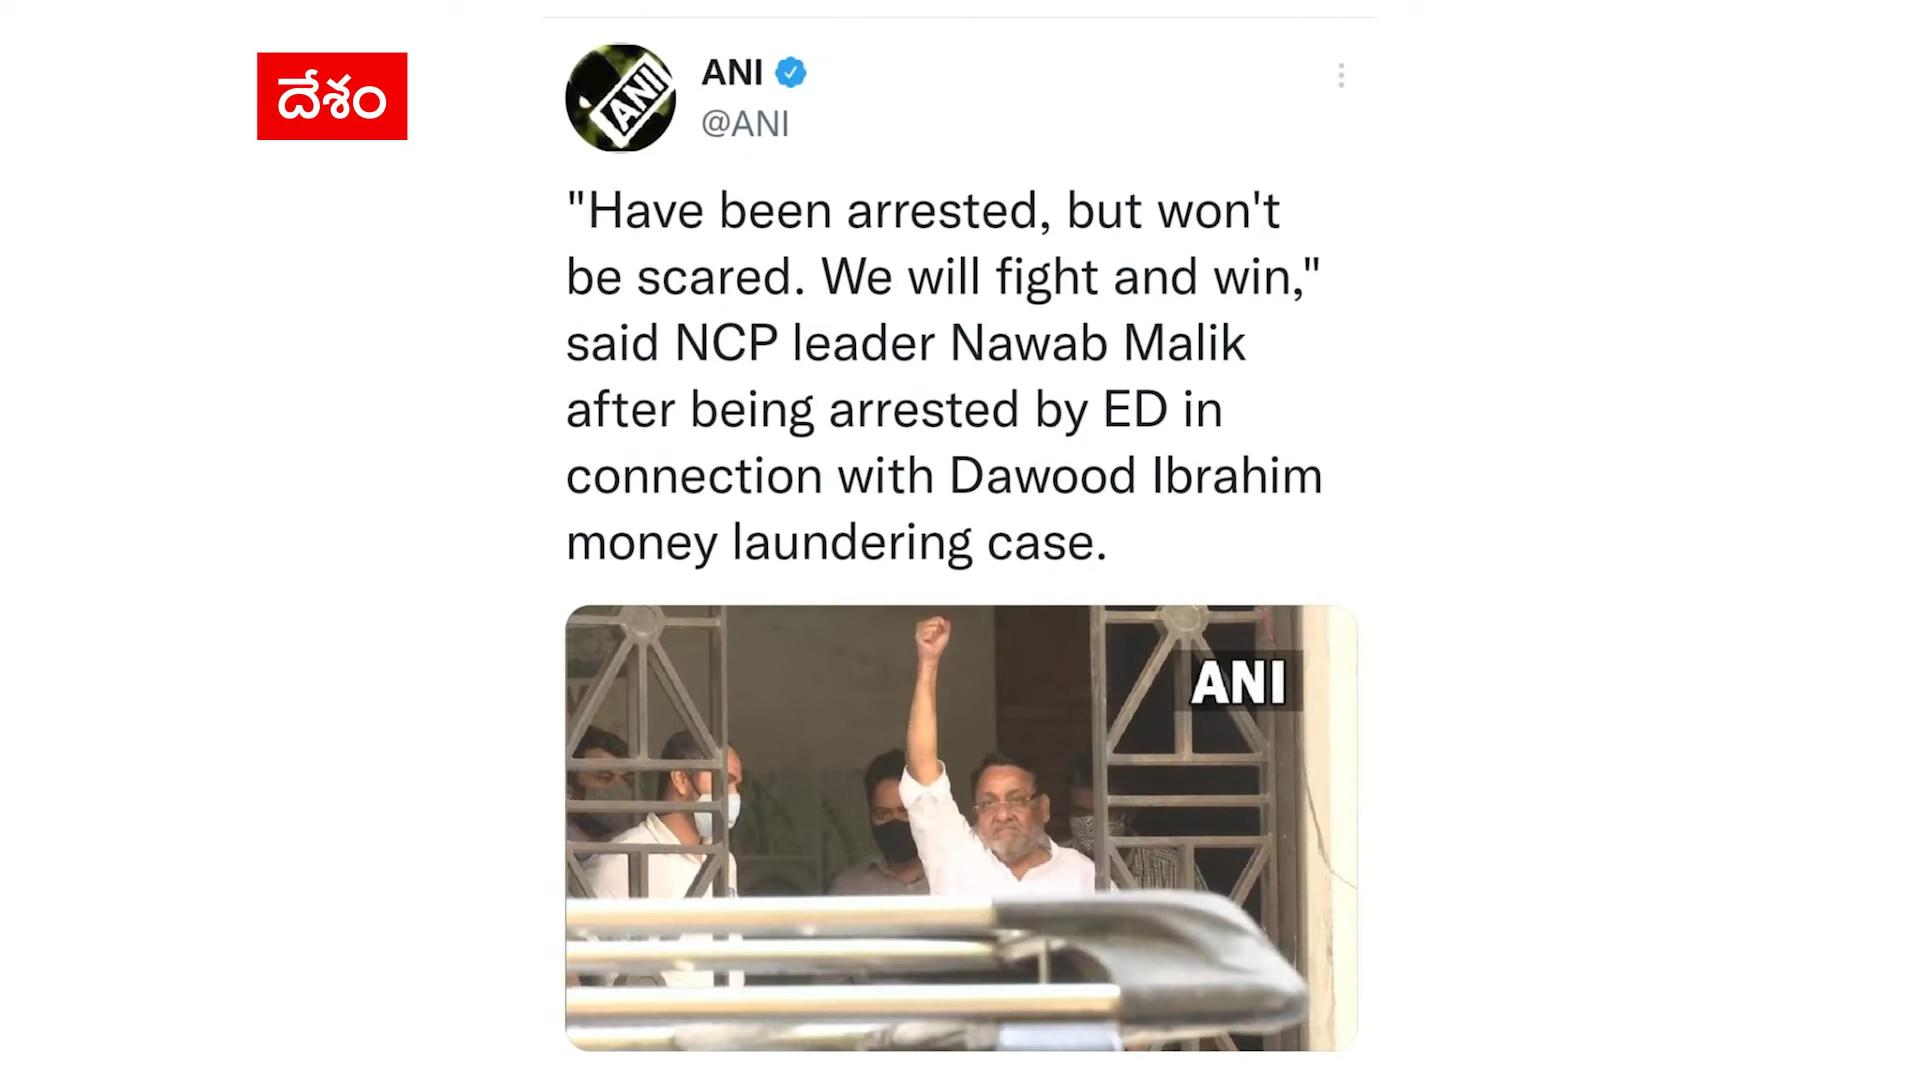 దేశం
ANI
ANI
@ANI
"Have been arrested, but won't
be scared. We will fight and win,"
said NCP leader Nawab Malik
after being arrested by ED in
connection with Dawood Ibrahim
money laundering case.
ANI